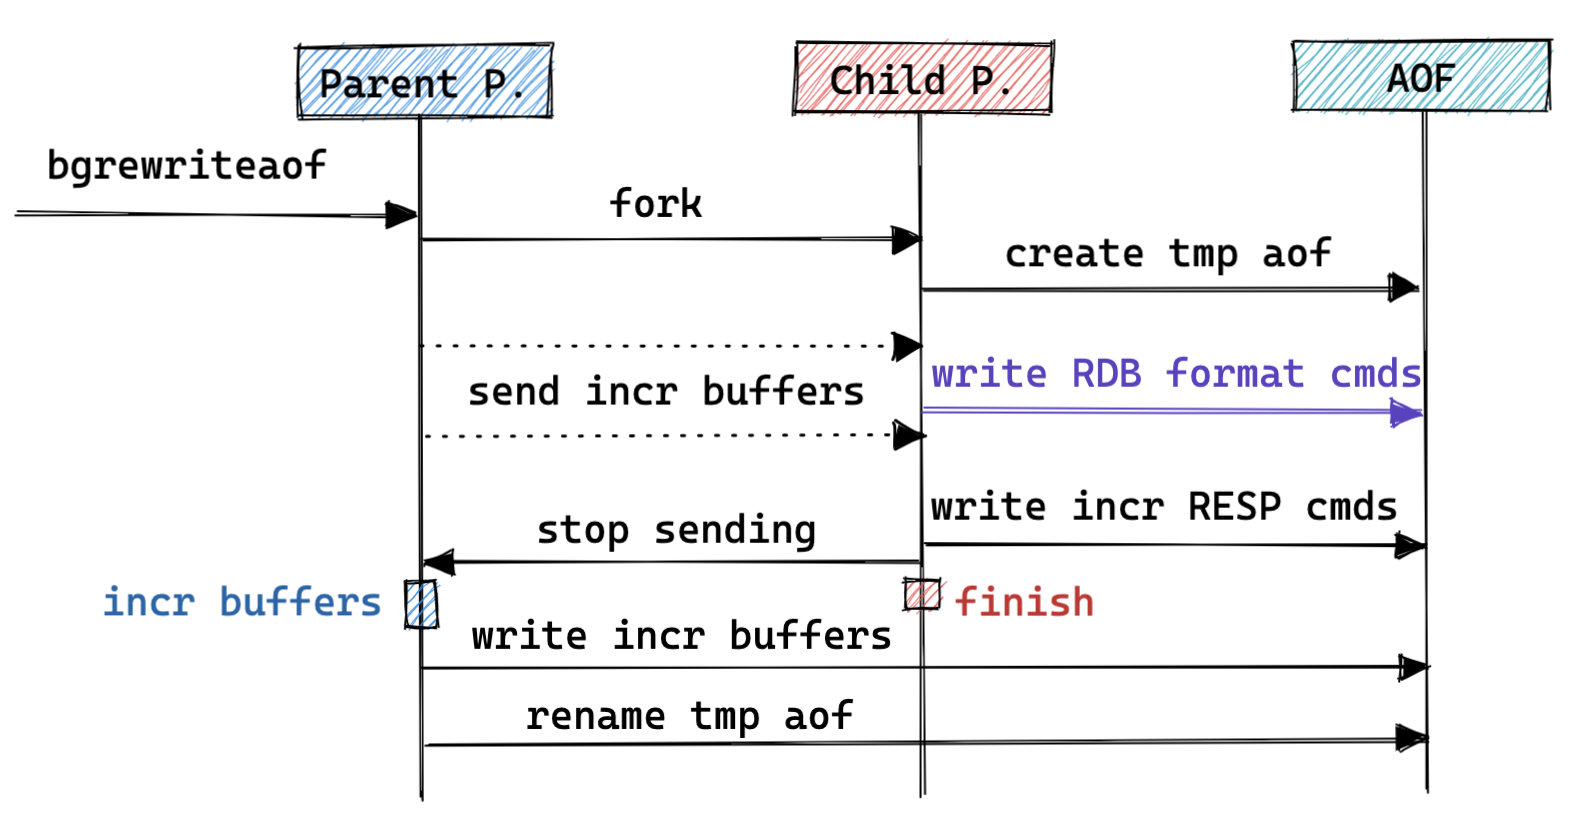 Parent P.
Child P.
AOF
bgrewriteaof
fork
create tmp aof
write RDB format cmds
send incr buffers
write incr RESP cmds
stop sending
incr buffers
finish
write incr buffers
rename tmp aof